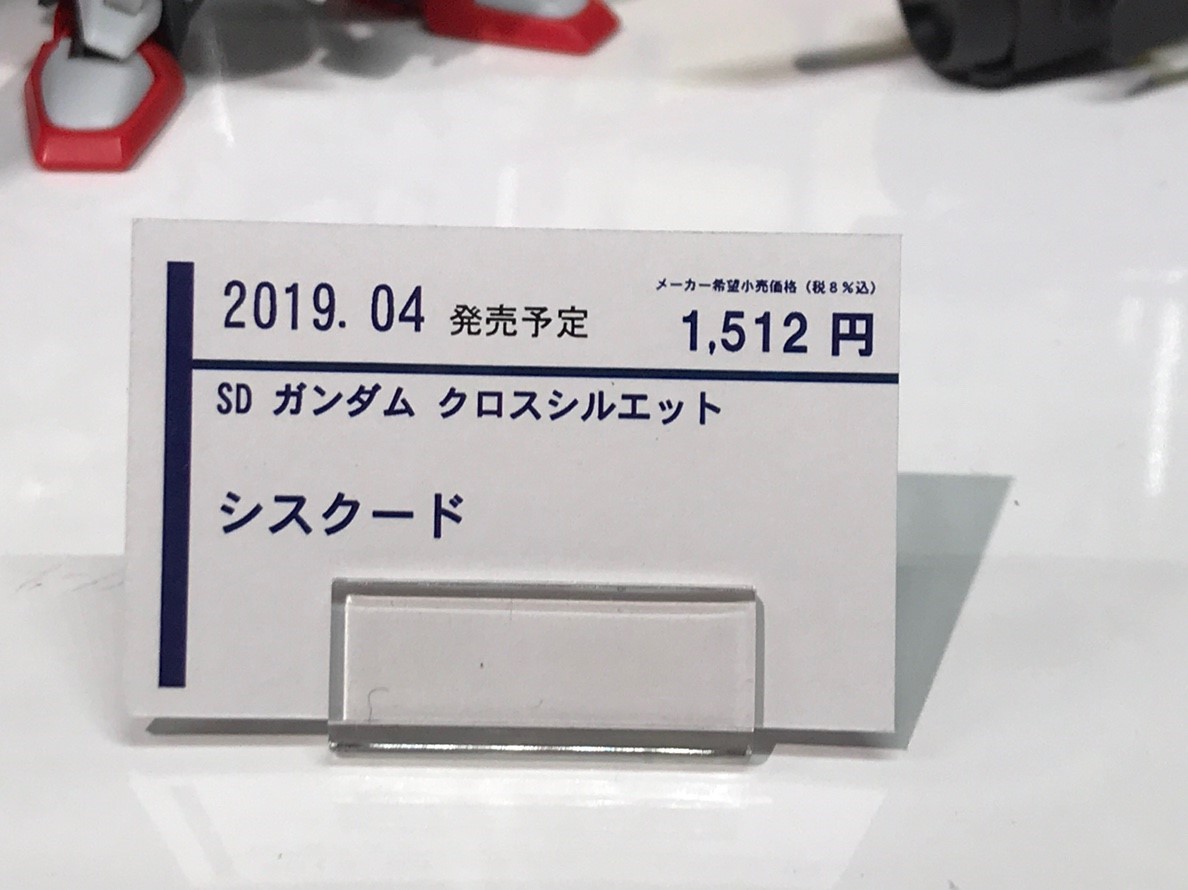 2019. 04 発売予定
メーカー希望小売価格（税8%込）
1,512 円
SD ガンダム クロスシルエット
シスクード